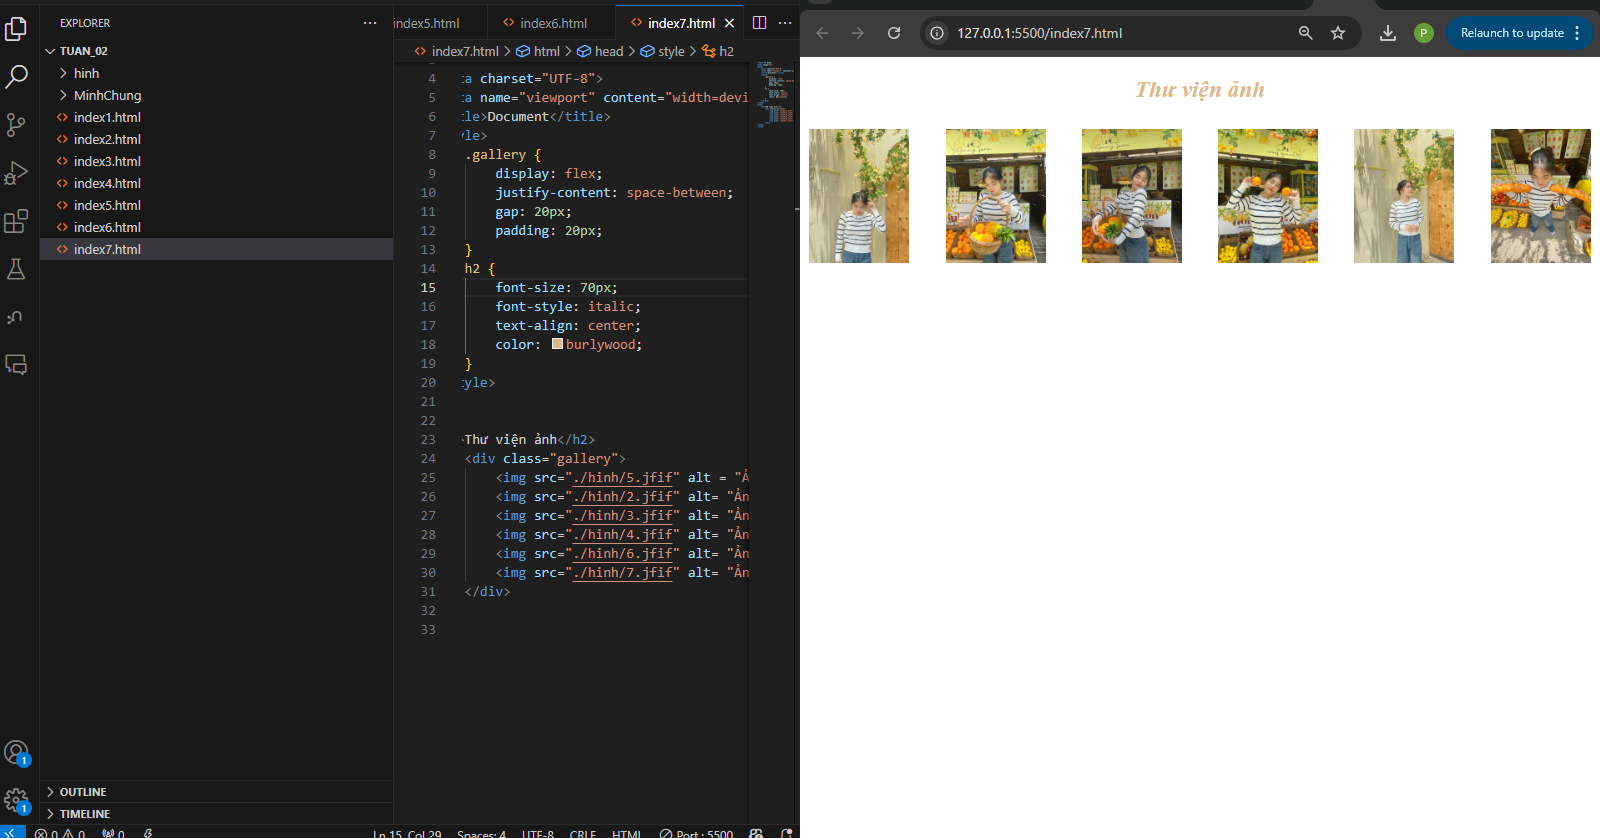 EXPLORER
TUAN_02
hinh
MinhChung
index1.html
index2.html
index3.html
index4.html
index5.html
index6.html
index7.html
OUTLINE
TIMELINE
index5.html
index6.html
index7.html
index7.html > html > head > style > h2
4 ta charset="UTF-8">
5 ta name="viewport" content="width=devi
6 tle>Document</title>
7 yle>
8 .gallery {
9 display: flex;
10 justify-content: space-between;
11 gap: 20px;
12 padding: 20px;
13 }
14 h2 {
15 font-size: 70px;
16 font-style: italic;
17 text-align: center;
18 color: burlywood;
19 }
20 tyle>
21
22
23 >Thư viện ảnh</h2>
24 <div class="gallery">
25 <img src="./hinh/5.jfif" alt = "Ả
26 <img src="./hinh/2.jfif" alt= "Ản
27 <img src="./hinh/3.jfif" alt= "Ản
28 <img src="./hinh/4.jfif" alt= "Ản
29 <img src="./hinh/6.jfif" alt= "Ản
30 <img src="./hinh/7.jfif" alt= "Ản
31 </div>
32
33
1
1
0 0 0 Ln 15, Col 29 Spaces: 4 UTF-8 CRLF HTML Port : 5500
127.0.0.1:5500/index7.html
P
Relaunch to update
Thư viện ảnh